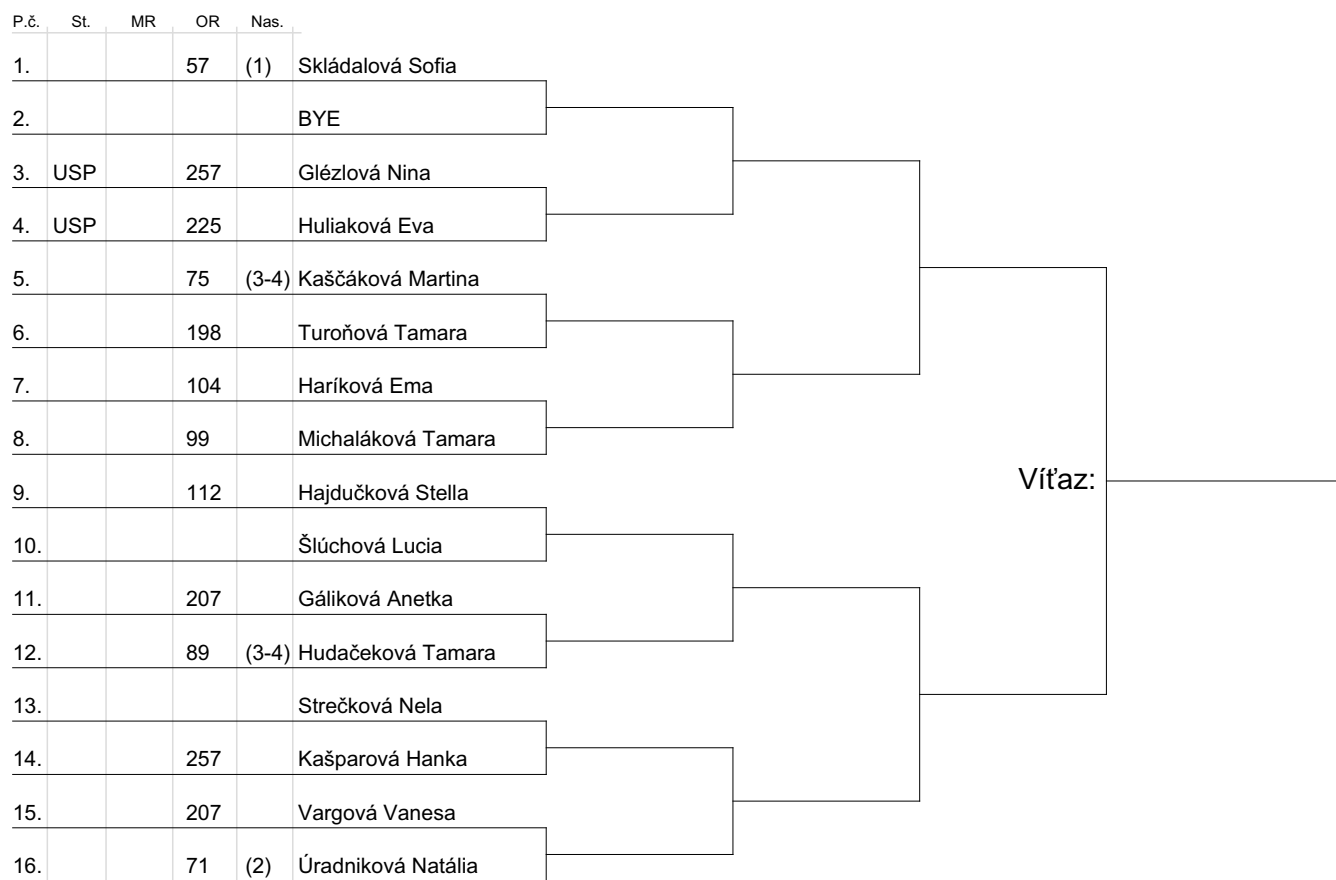 P.č. St. MR OR Nas.
1. 57 (1) Skládalová Sofia
2. BYE
3. USP 257 Glézlová Nina
4. USP 225 Huliaková Eva
5. 75 (3-4) Kaščáková Martina
6. 198 Turoňová Tamara
7. 104 Haríková Ema
8. 99 Michaláková Tamara
Víťaz:
9. 112 Hajdučková Stella
10. Šlúchová Lucia
11. 207 Gáliková Anetka
12. 89 (3-4) Hudačeková Tamara
13. Strečková Nela
14. 257 Kašparová Hanka
15. 207 Vargová Vanesa
16. 71 (2) Úradniková Natália